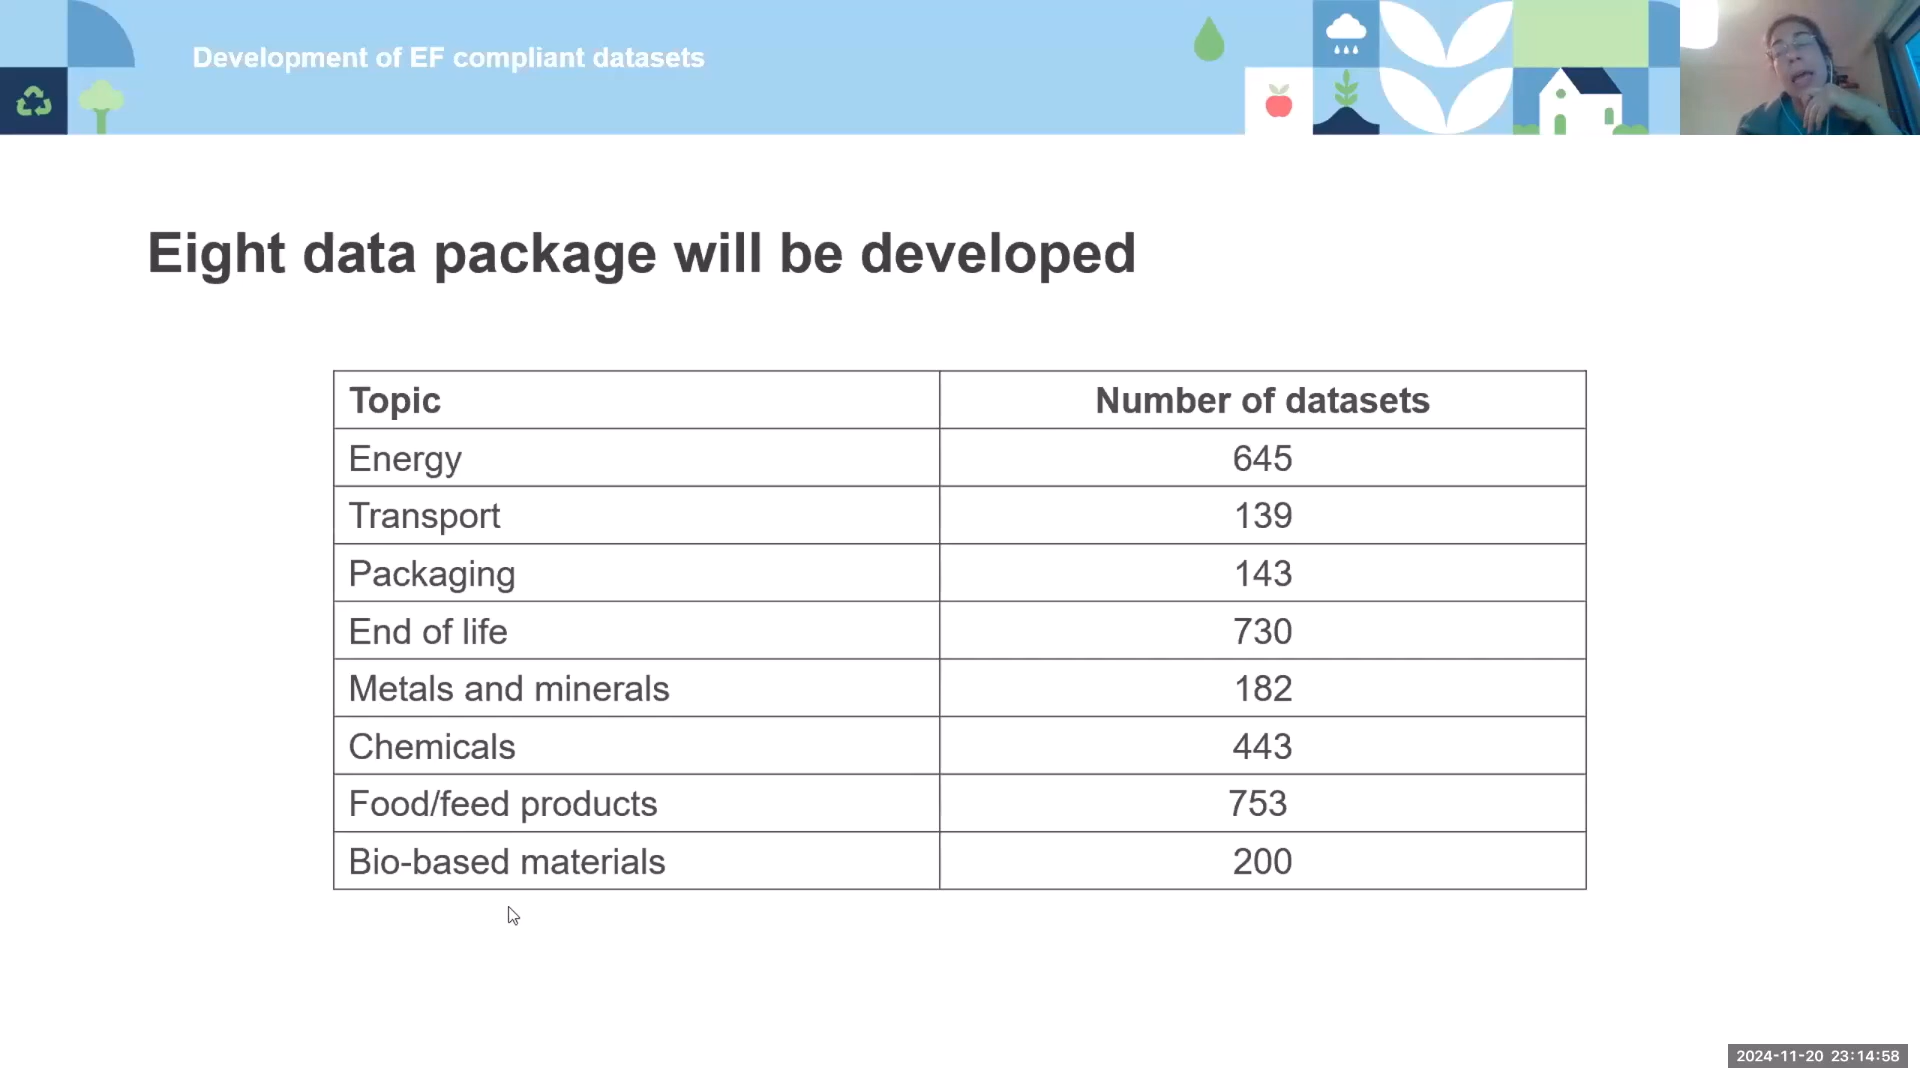 Development of EF compliant datasets
Eight data package will be developed
Topic Number of datasets
Energy 645
Transport 139
Packaging 143
End of life 730
Metals and minerals 182
Chemicals 443
Food/feed products 753
Bio-based materials 200
2024-11-20 23:14:58